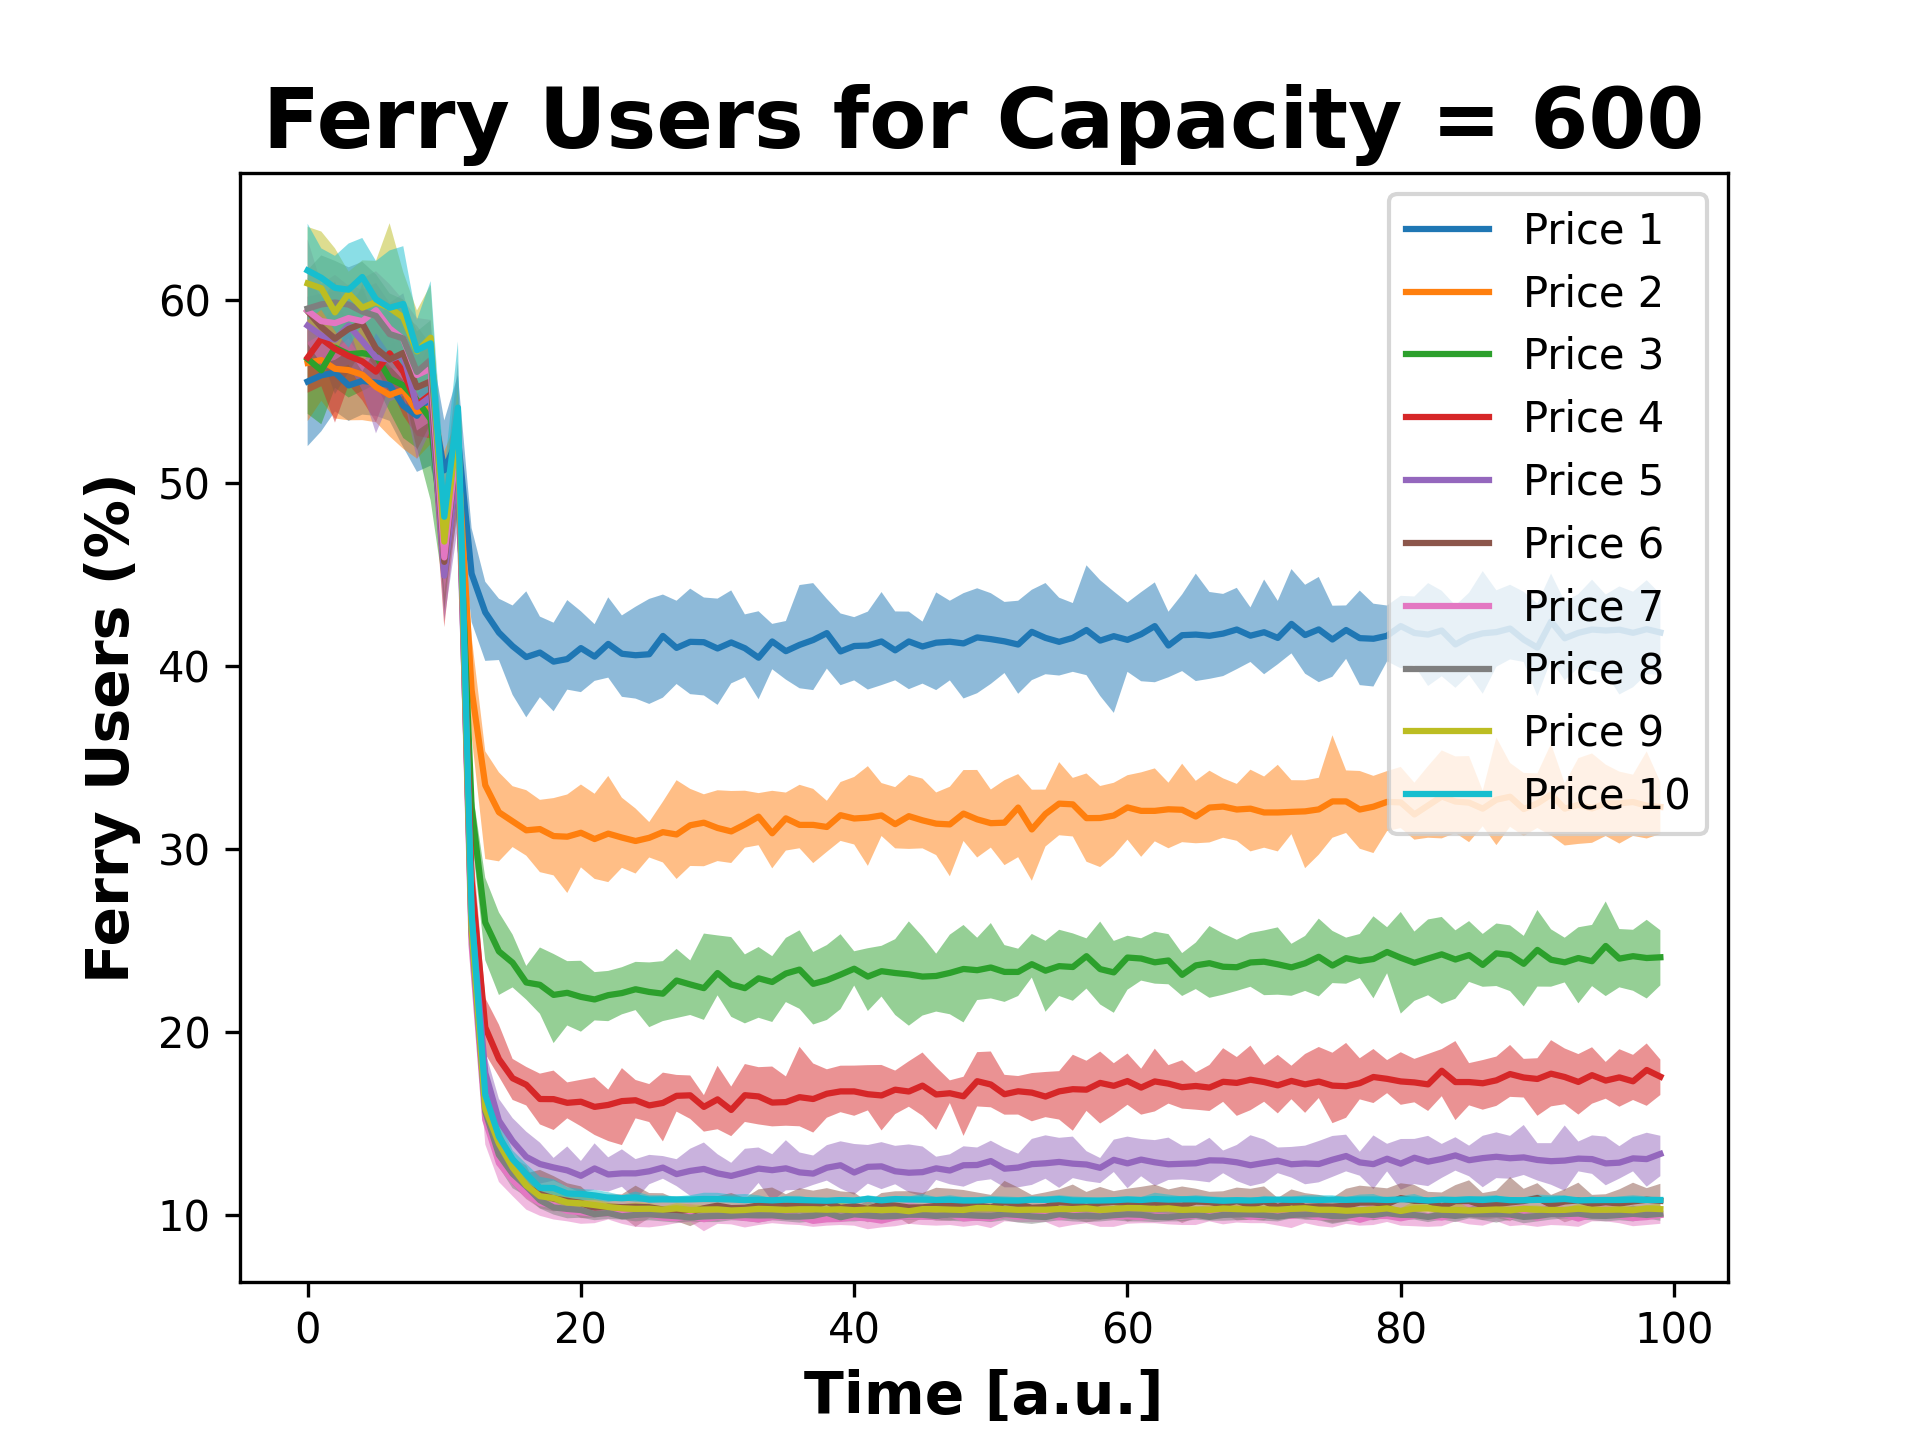 Ferry Users for Capacity = 600
Ferry Users (%)
60
50
40
30
20
10
Price 1
Price 2
Price 3
Price 4
Price 5
Price 6
Price 7
Price 8
Price 9
Price 10
0 20 40 60 80 100
Time [a.u.]